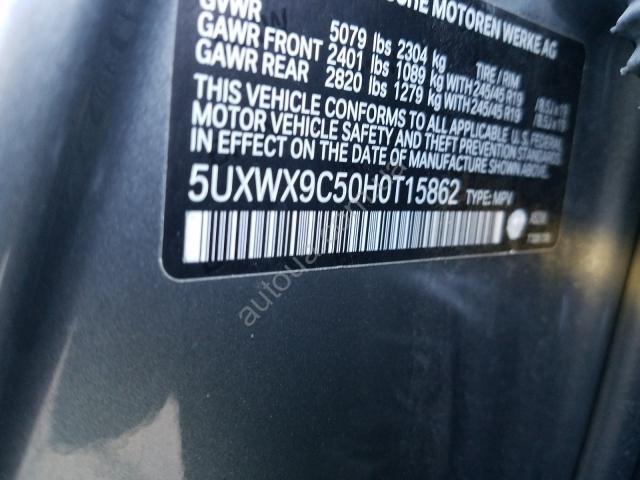 MOTOREN WERKE AG
GVWR 5079 lbs 2304 kg TIRE / RIM
GAWR FRONT 2401 lbs 1089 kg WITH 245/45 R19
GAWR REAR 2820 lbs 1279 kg WITH 245/45 R19
THIS VEHICLE CONFORMS TO ALL APPLICABLE U.S. FEDERAL
MOTOR VEHICLE SAFETY AND THEFT PREVENTION STANDARDS
IN EFFECT ON THE DATE OF MANUFACTURE SHOWN ABOVE.
5UXWX9C50H0T15862 TYPE: MPV